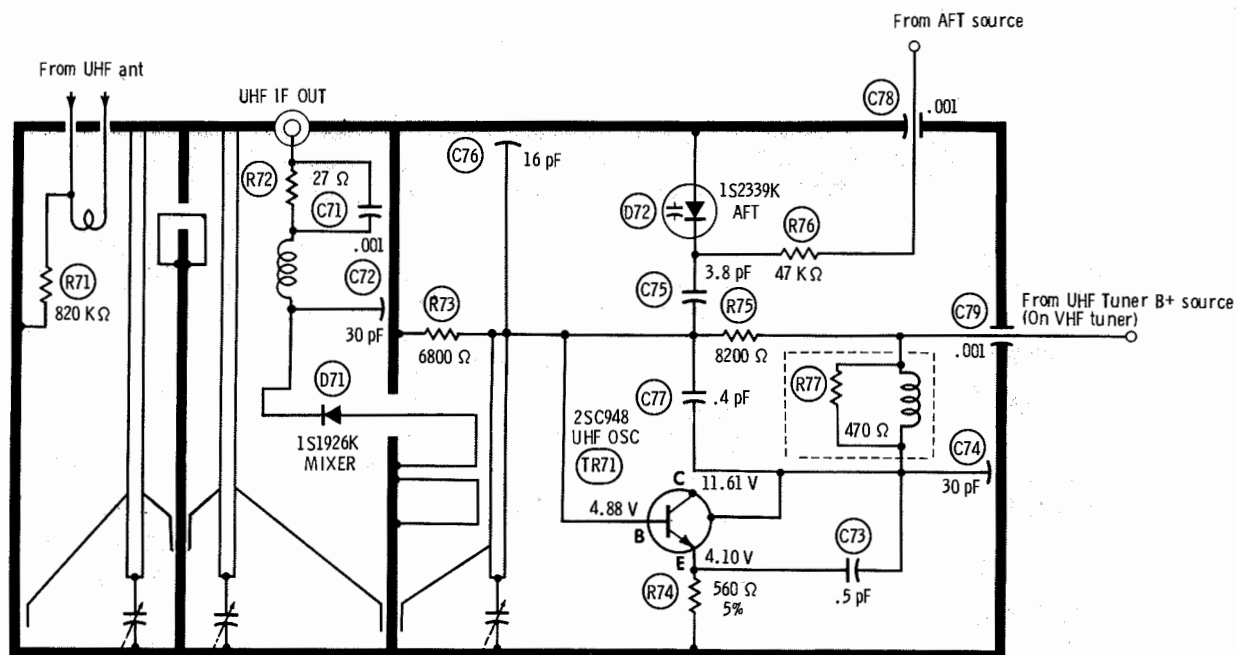 From AFT source
From UHF ant
UHF IF OUT
C78
.001
C76
16 pF
R72
27 Ω
C71
.001
1S2339K
AFT
D72
R76
47 KΩ
R71
820 KΩ
C72
30 pF
3.8 pF
C75
R73
6800 Ω
R75
8200 Ω
C79
.001
From UHF Tuner B+ source
(On VHF tuner)
D71
1S1926K
MIXER
C77
.4 pF
R77
470 Ω
2SC948
UHF OSC
TR71
C74
30 pF
C
11.61 V
4.88 V
B
E
4.10 V
C73
.5 pF
R74
560 Ω
5%